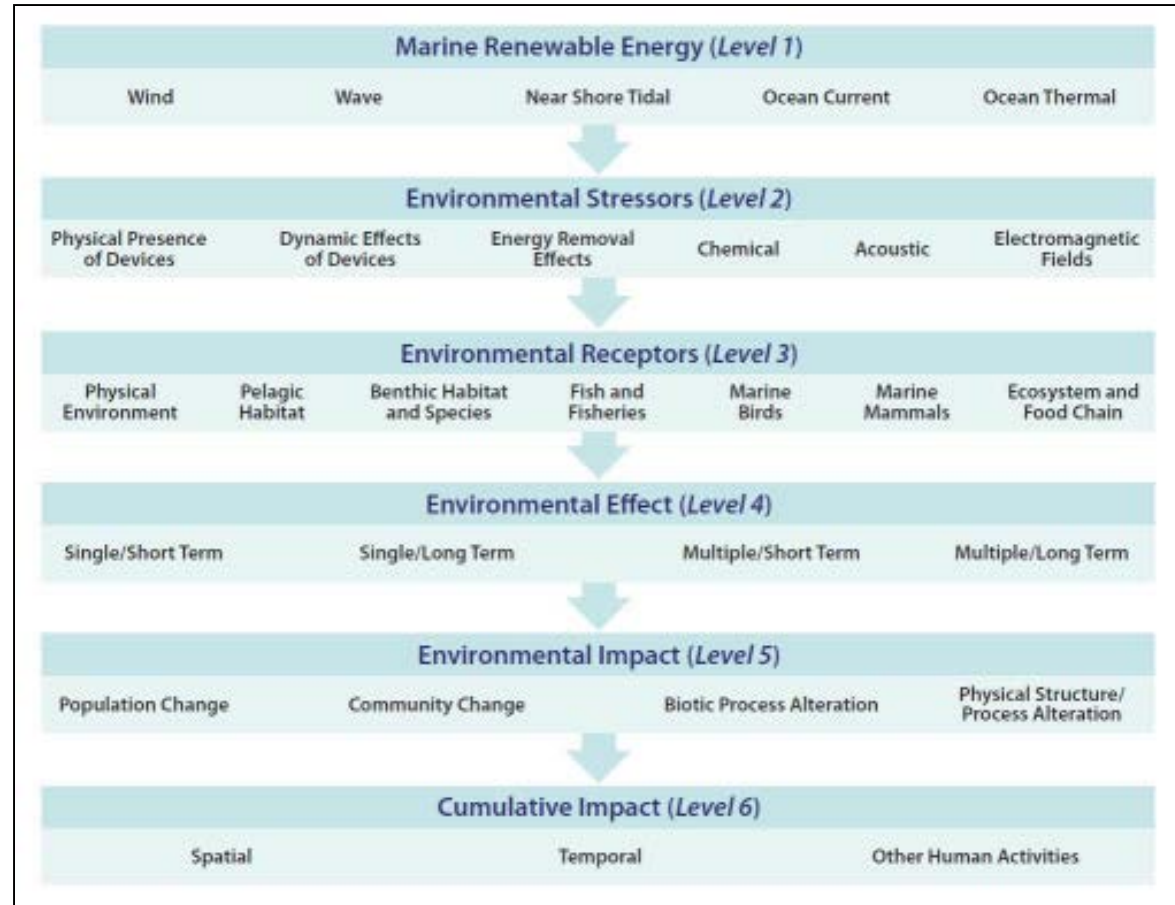 Marine Renewable Energy (Level 1)
Wind Wave Near Shore Tidal Ocean Current Ocean Thermal
Environmental Stressors (Level 2)
Physical Presence of Devices Dynamic Effects of Devices Energy Removal Effects Chemical Acoustic Electromagnetic Fields
Environmental Receptors (Level 3)
Physical Environment Pelagic Habitat Benthic Habitat and Species Fish and Fisheries Marine Birds Marine Mammals Ecosystem and Food Chain
Environmental Effect (Level 4)
Single/Short Term Single/Long Term Multiple/Short Term Multiple/Long Term
Environmental Impact (Level 5)
Population Change Community Change Biotic Process Alteration Physical Structure/ Process Alteration
Cumulative Impact (Level 6)
Spatial Temporal Other Human Activities